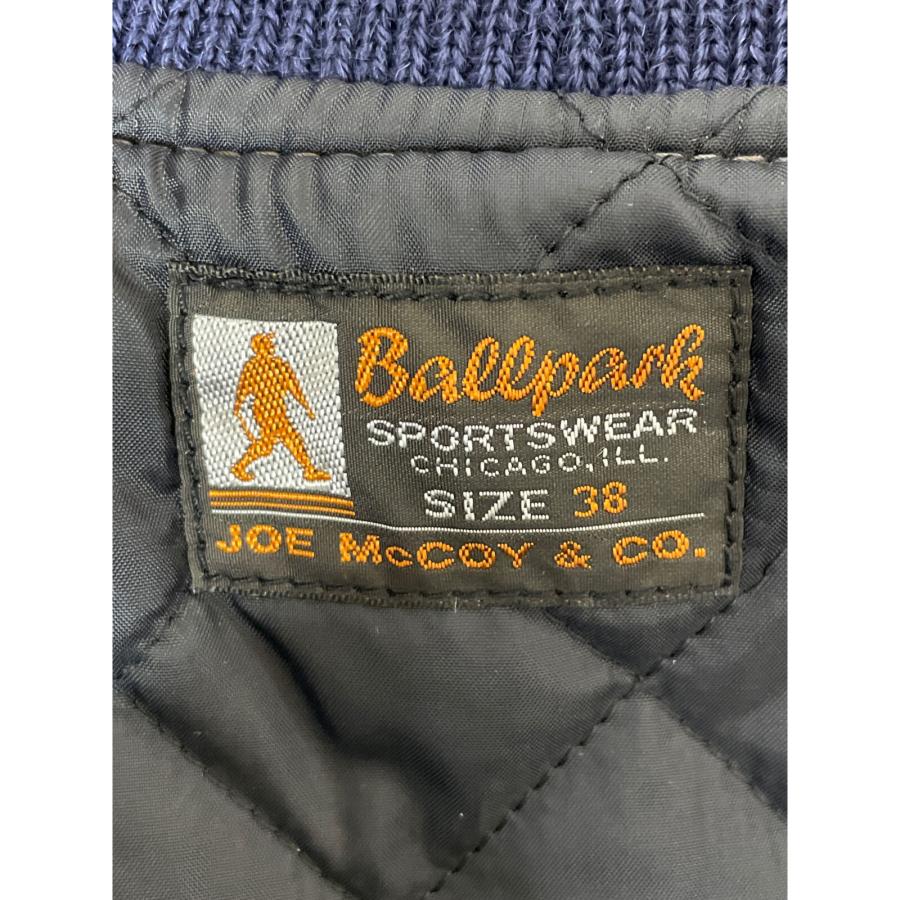 Ballpark
SPORTSWEAR
CHICAGO, ILL.
SIZE 38
JOE McCOY & CO.